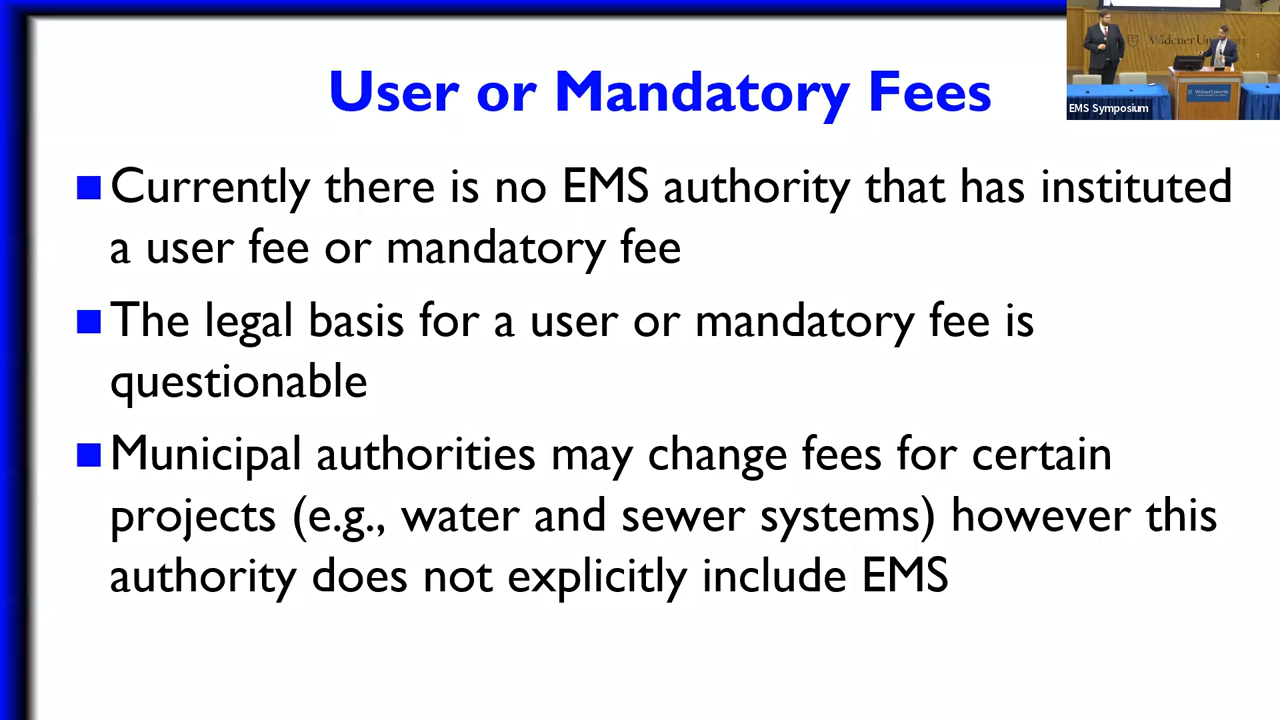 User or Mandatory Fees
Widener University
EMS Symposium
Currently there is no EMS authority that has instituted
a user fee or mandatory fee
The legal basis for a user or mandatory fee is
questionable
Municipal authorities may change fees for certain
projects (e.g., water and sewer systems) however this
authority does not explicitly include EMS